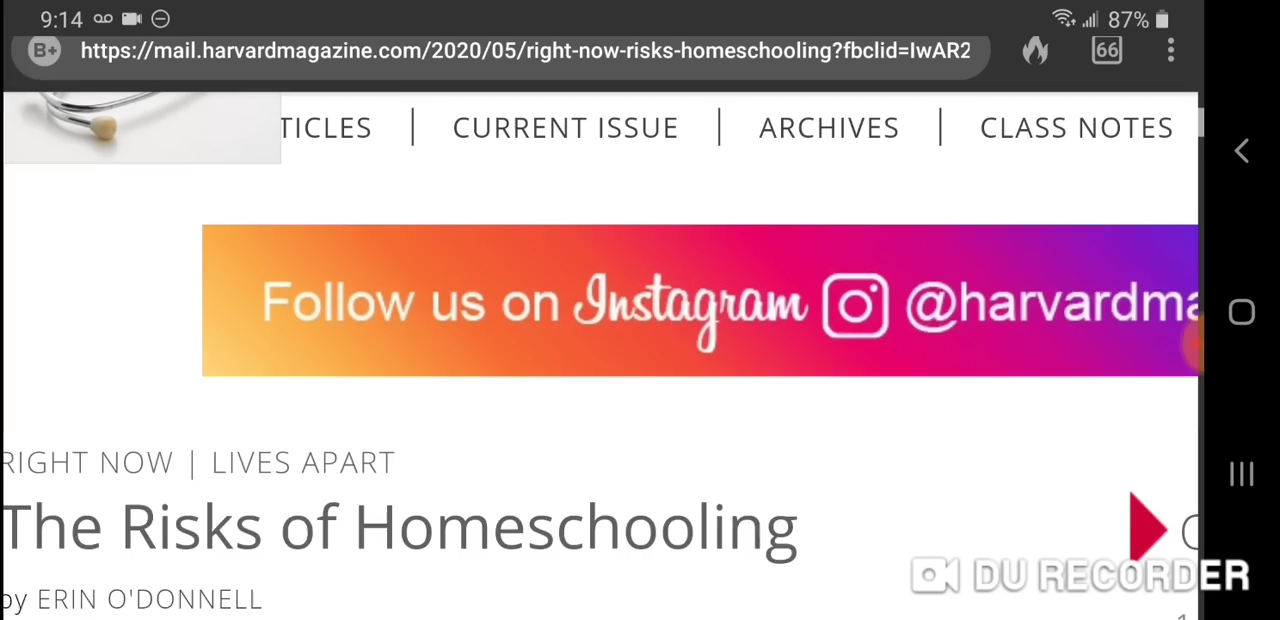 9:14 87%
B+ https://mail.harvardmagazine.com/2020/05/right-now-risks-homeschooling?fbclid=IwAR2 66
TICLES | CURRENT ISSUE | ARCHIVES | CLASS NOTES
Follow us on Instagram @harvardma
RIGHT NOW | LIVES APART
The Risks of Homeschooling
by ERIN O'DONNELL
DU RECORDER